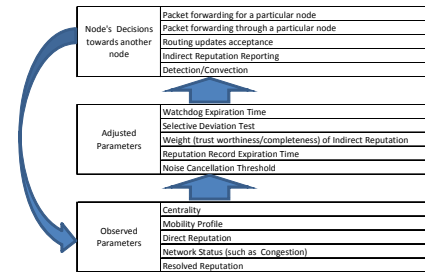 Node's Decisions
towards another
node
Packet forwarding for a particular node
Packet forwarding through a particular node
Routing updates acceptance
Indirect Reputation Reporting
Detection/Convection
Adjusted
Parameters
Watchdog Expiration Time
Selective Deviation Test
Weight (trust worthiness/completeness) of Indirect Reputation
Reputation Record Expiration Time
Noise Cancellation Threshold
Observed
Parameters
Centrality
Mobility Profile
Direct Reputation
Network Status (such as Congestion)
Resolved Reputation